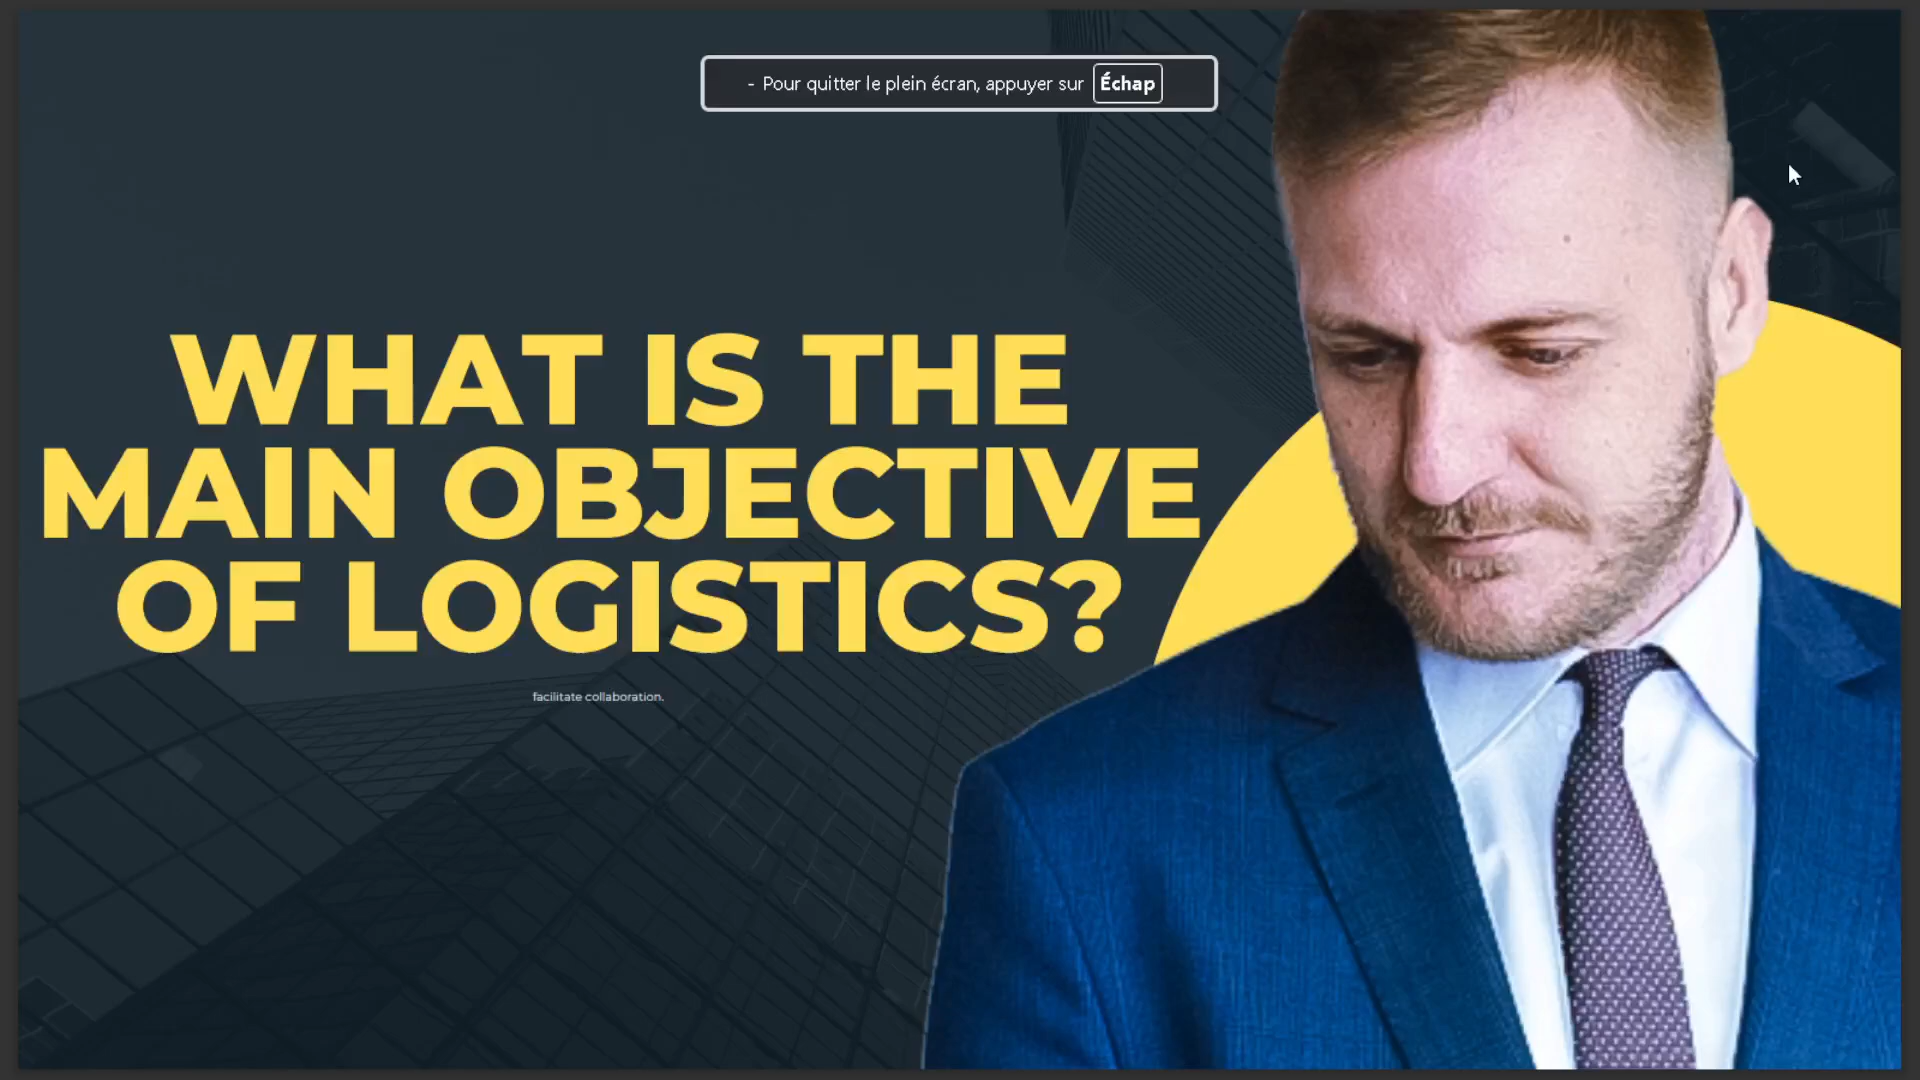 - Pour quitter le plein écran, appuyer sur Échap
WHAT IS THE
MAIN OBJECTIVE
OF LOGISTICS?
facilitate collaboration.